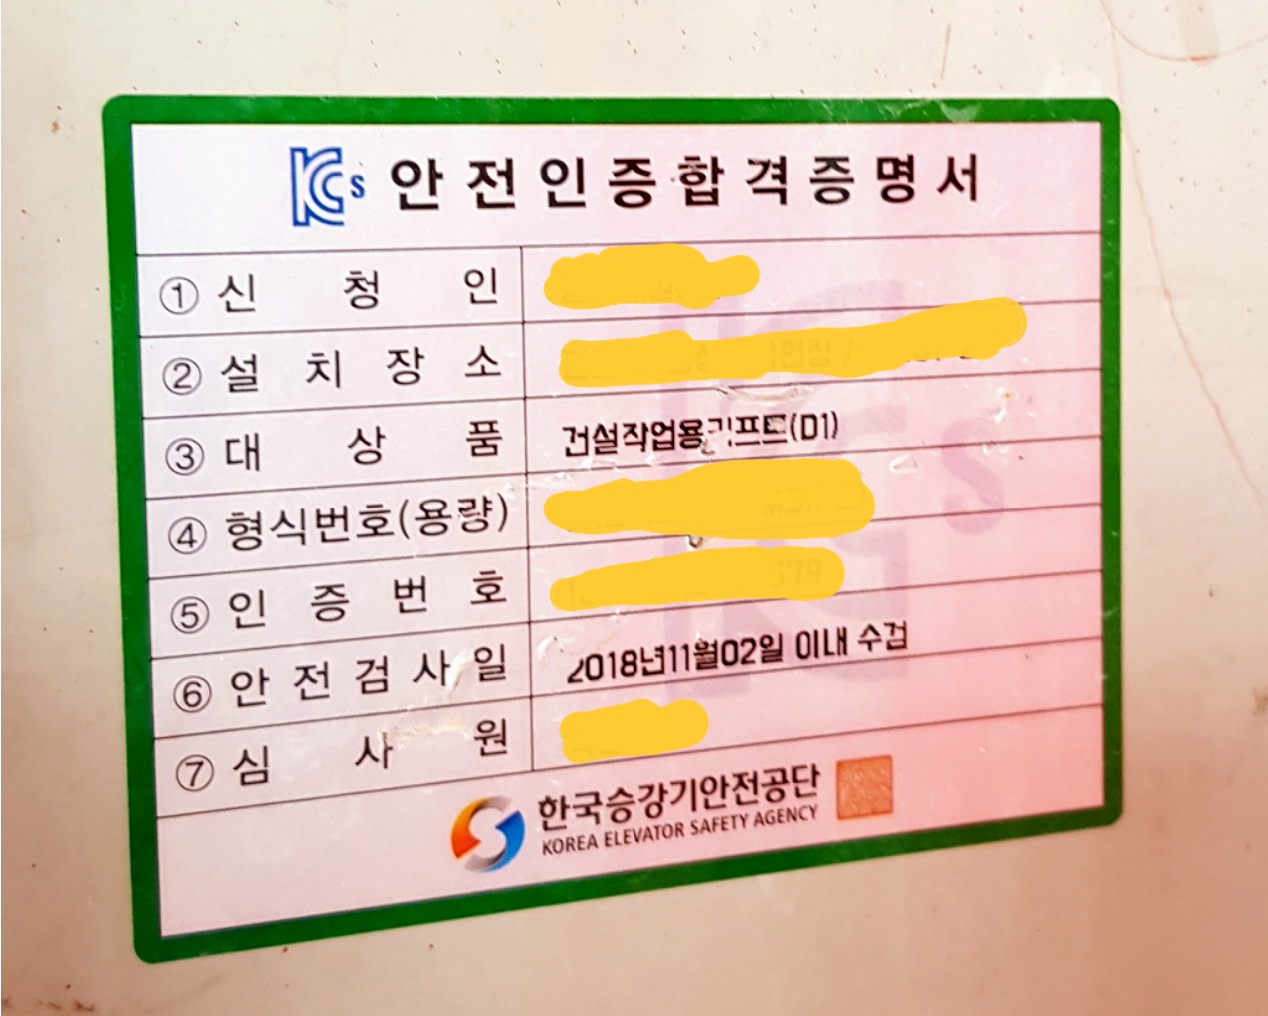 KCs 안전인증합격증명서
① 신청인
② 설치장소
③ 대상품 건설작업용리프트(D1)
④ 형식번호(용량)
⑤ 인증번호
⑥ 안전검사일 2018년11월02일 이내 수검
⑦ 심사원
한국승강기안전공단
KOREA ELEVATOR SAFETY AGENCY